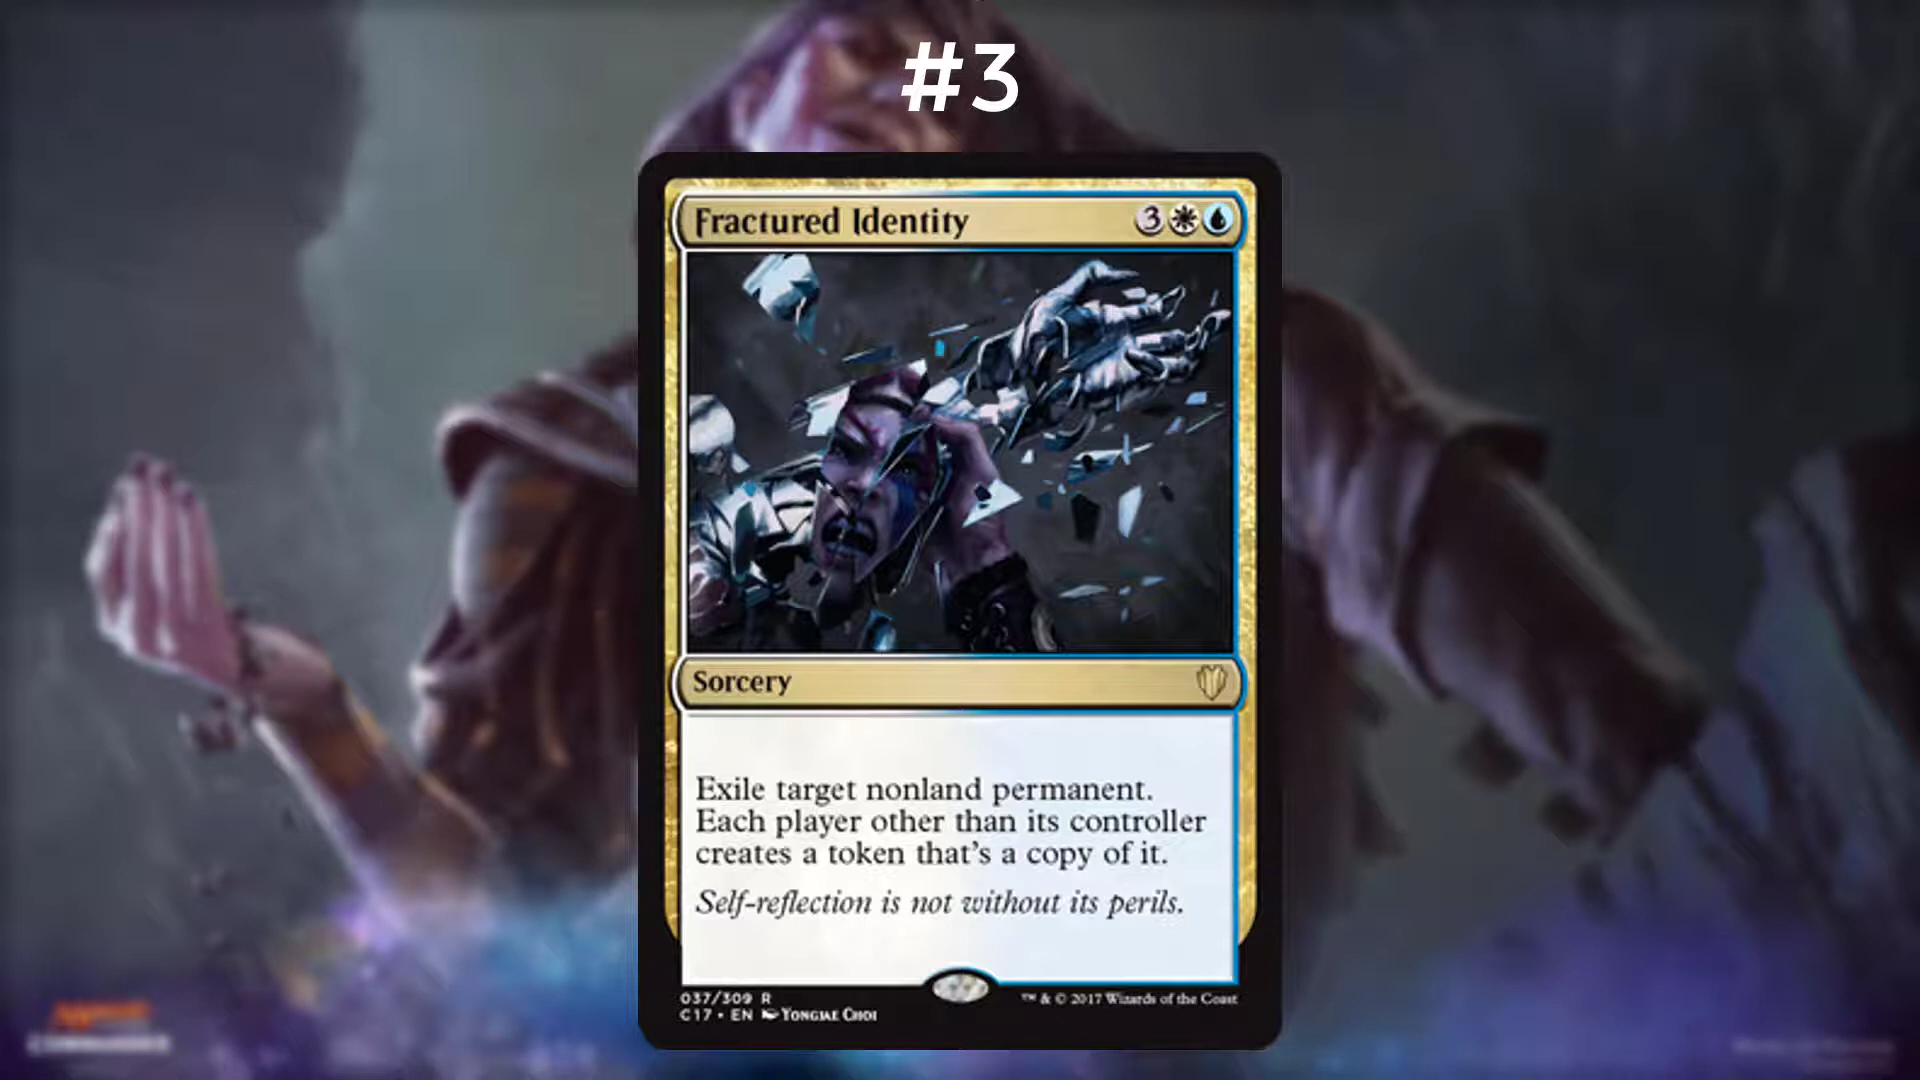 #3
Fractured Identity
3
Sorcery
Exile target nonland permanent.
Each player other than its controller
creates a token that's a copy of it.
Self-reflection is not without its perils.
037/309 R
C17 • EN Yongjae Choi
™ & © 2017 Wizards of the Coast